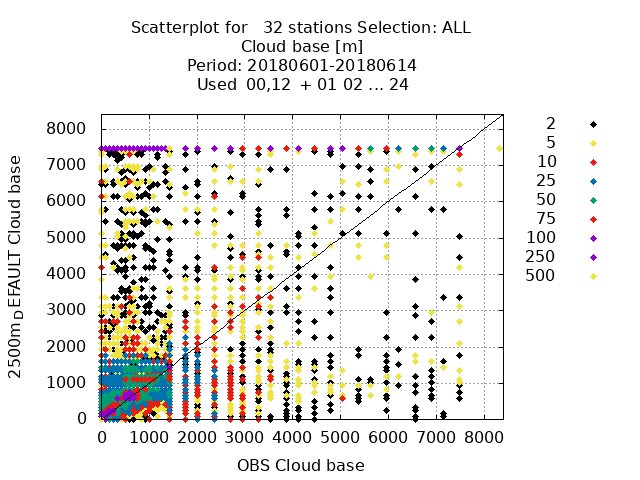 Scatterplot for 32 stations Selection: ALL
Cloud base [m]
Period: 20180601-20180614
Used 00,12 + 01 02 ... 24
2500m_DEFAULT Cloud base
8000
7000
6000
5000
4000
3000
2000
1000
0
0 1000 2000 3000 4000 5000 6000 7000 8000
OBS Cloud base
2
5
10
25
50
75
100
250
500